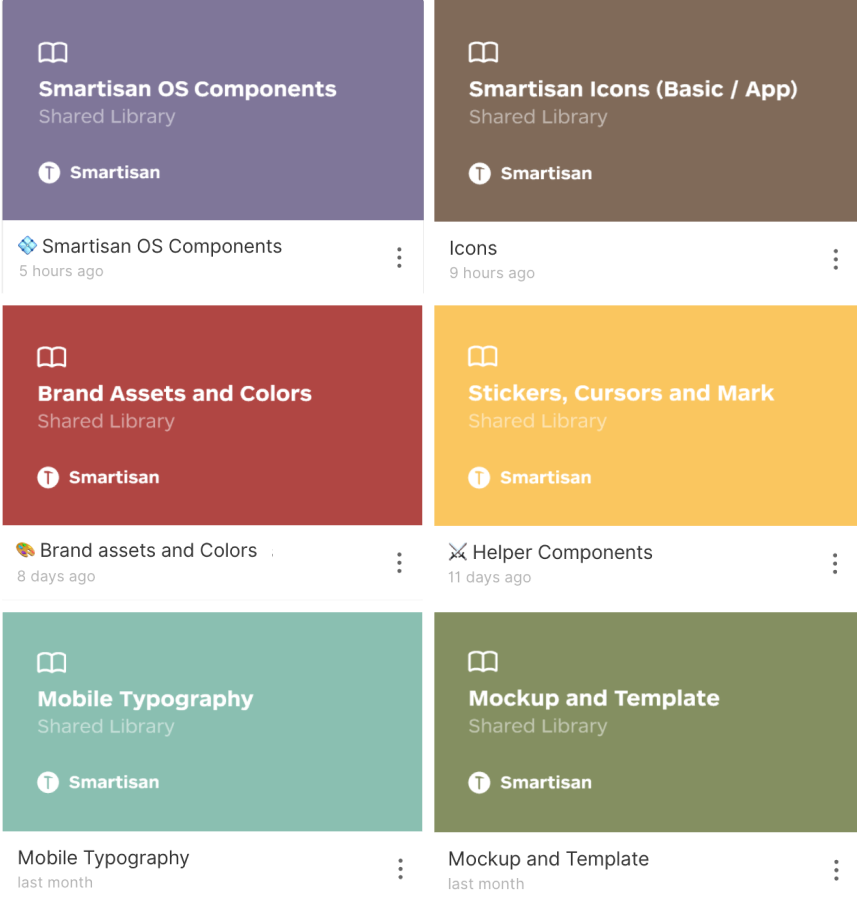 Smartisan OS Components
Shared Library
Smartisan
Smartisan OS Components
5 hours ago
Smartisan Icons (Basic / App)
Shared Library
Smartisan
Icons
9 hours ago
Brand Assets and Colors
Shared Library
Smartisan
Brand assets and Colors
8 days ago
Stickers, Cursors and Mark
Shared Library
Smartisan
Helper Components
11 days ago
Mobile Typography
Shared Library
Smartisan
Mobile Typography
last month
Mockup and Template
Shared Library
Smartisan
Mockup and Template
last month